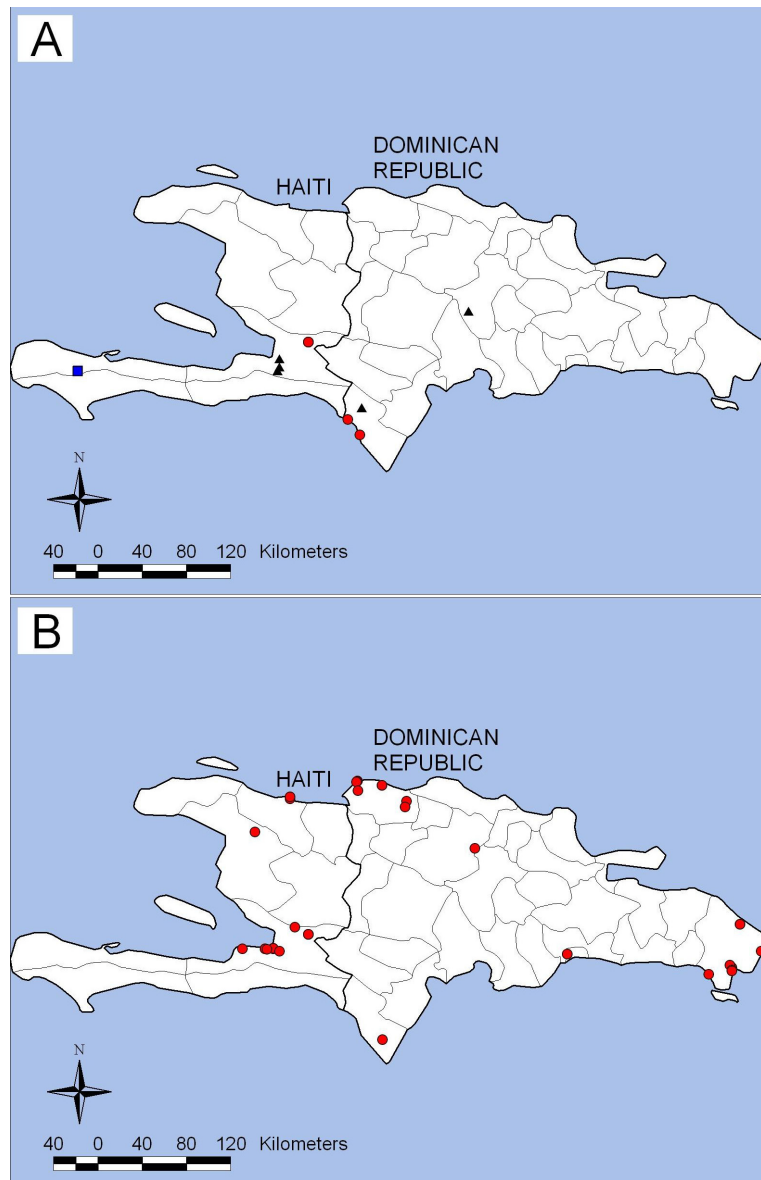 A
DOMINICAN
REPUBLIC
HAITI
N
40 0 40 80 120 Kilometers
B
DOMINICAN
REPUBLIC
HAITI
N
40 0 40 80 120 Kilometers